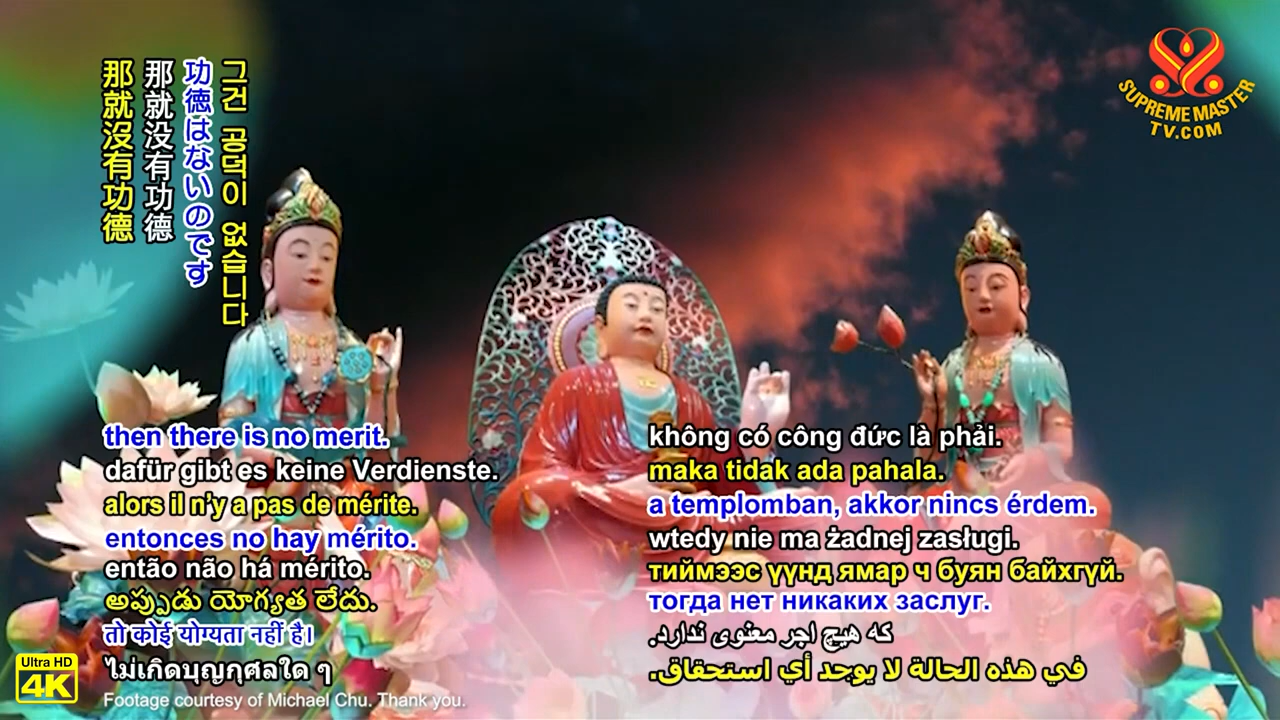 那就沒有功德
那就没有功德
功徳はないのです
그건 공덕이 없습니다
SUPREME MASTER
TV.COM
then there is no merit.
dafür gibt es keine Verdienste.
alors il n’y a pas de mérite.
entonces no hay mérito.
então não há mérito.
అప్పుడు యోగ్యత లేదు.
तो कोई योग्यता नहीं है।
ไม่เกิดบุญกุศลใด ๆ
không có công đức là phải.
maka tidak ada pahala.
a templomban, akkor nincs érdem.
wtedy nie ma żadnej zasługi.
тиймээс үүнд ямар ч буян байхгүй.
тогда нет никаких заслуг.
که هیچ اجر معنوی ندارد.
في هذه الحالة لا يوجد أي استحقاق.
Ultra HD
4K
Footage courtesy of Michael Chu. Thank you.